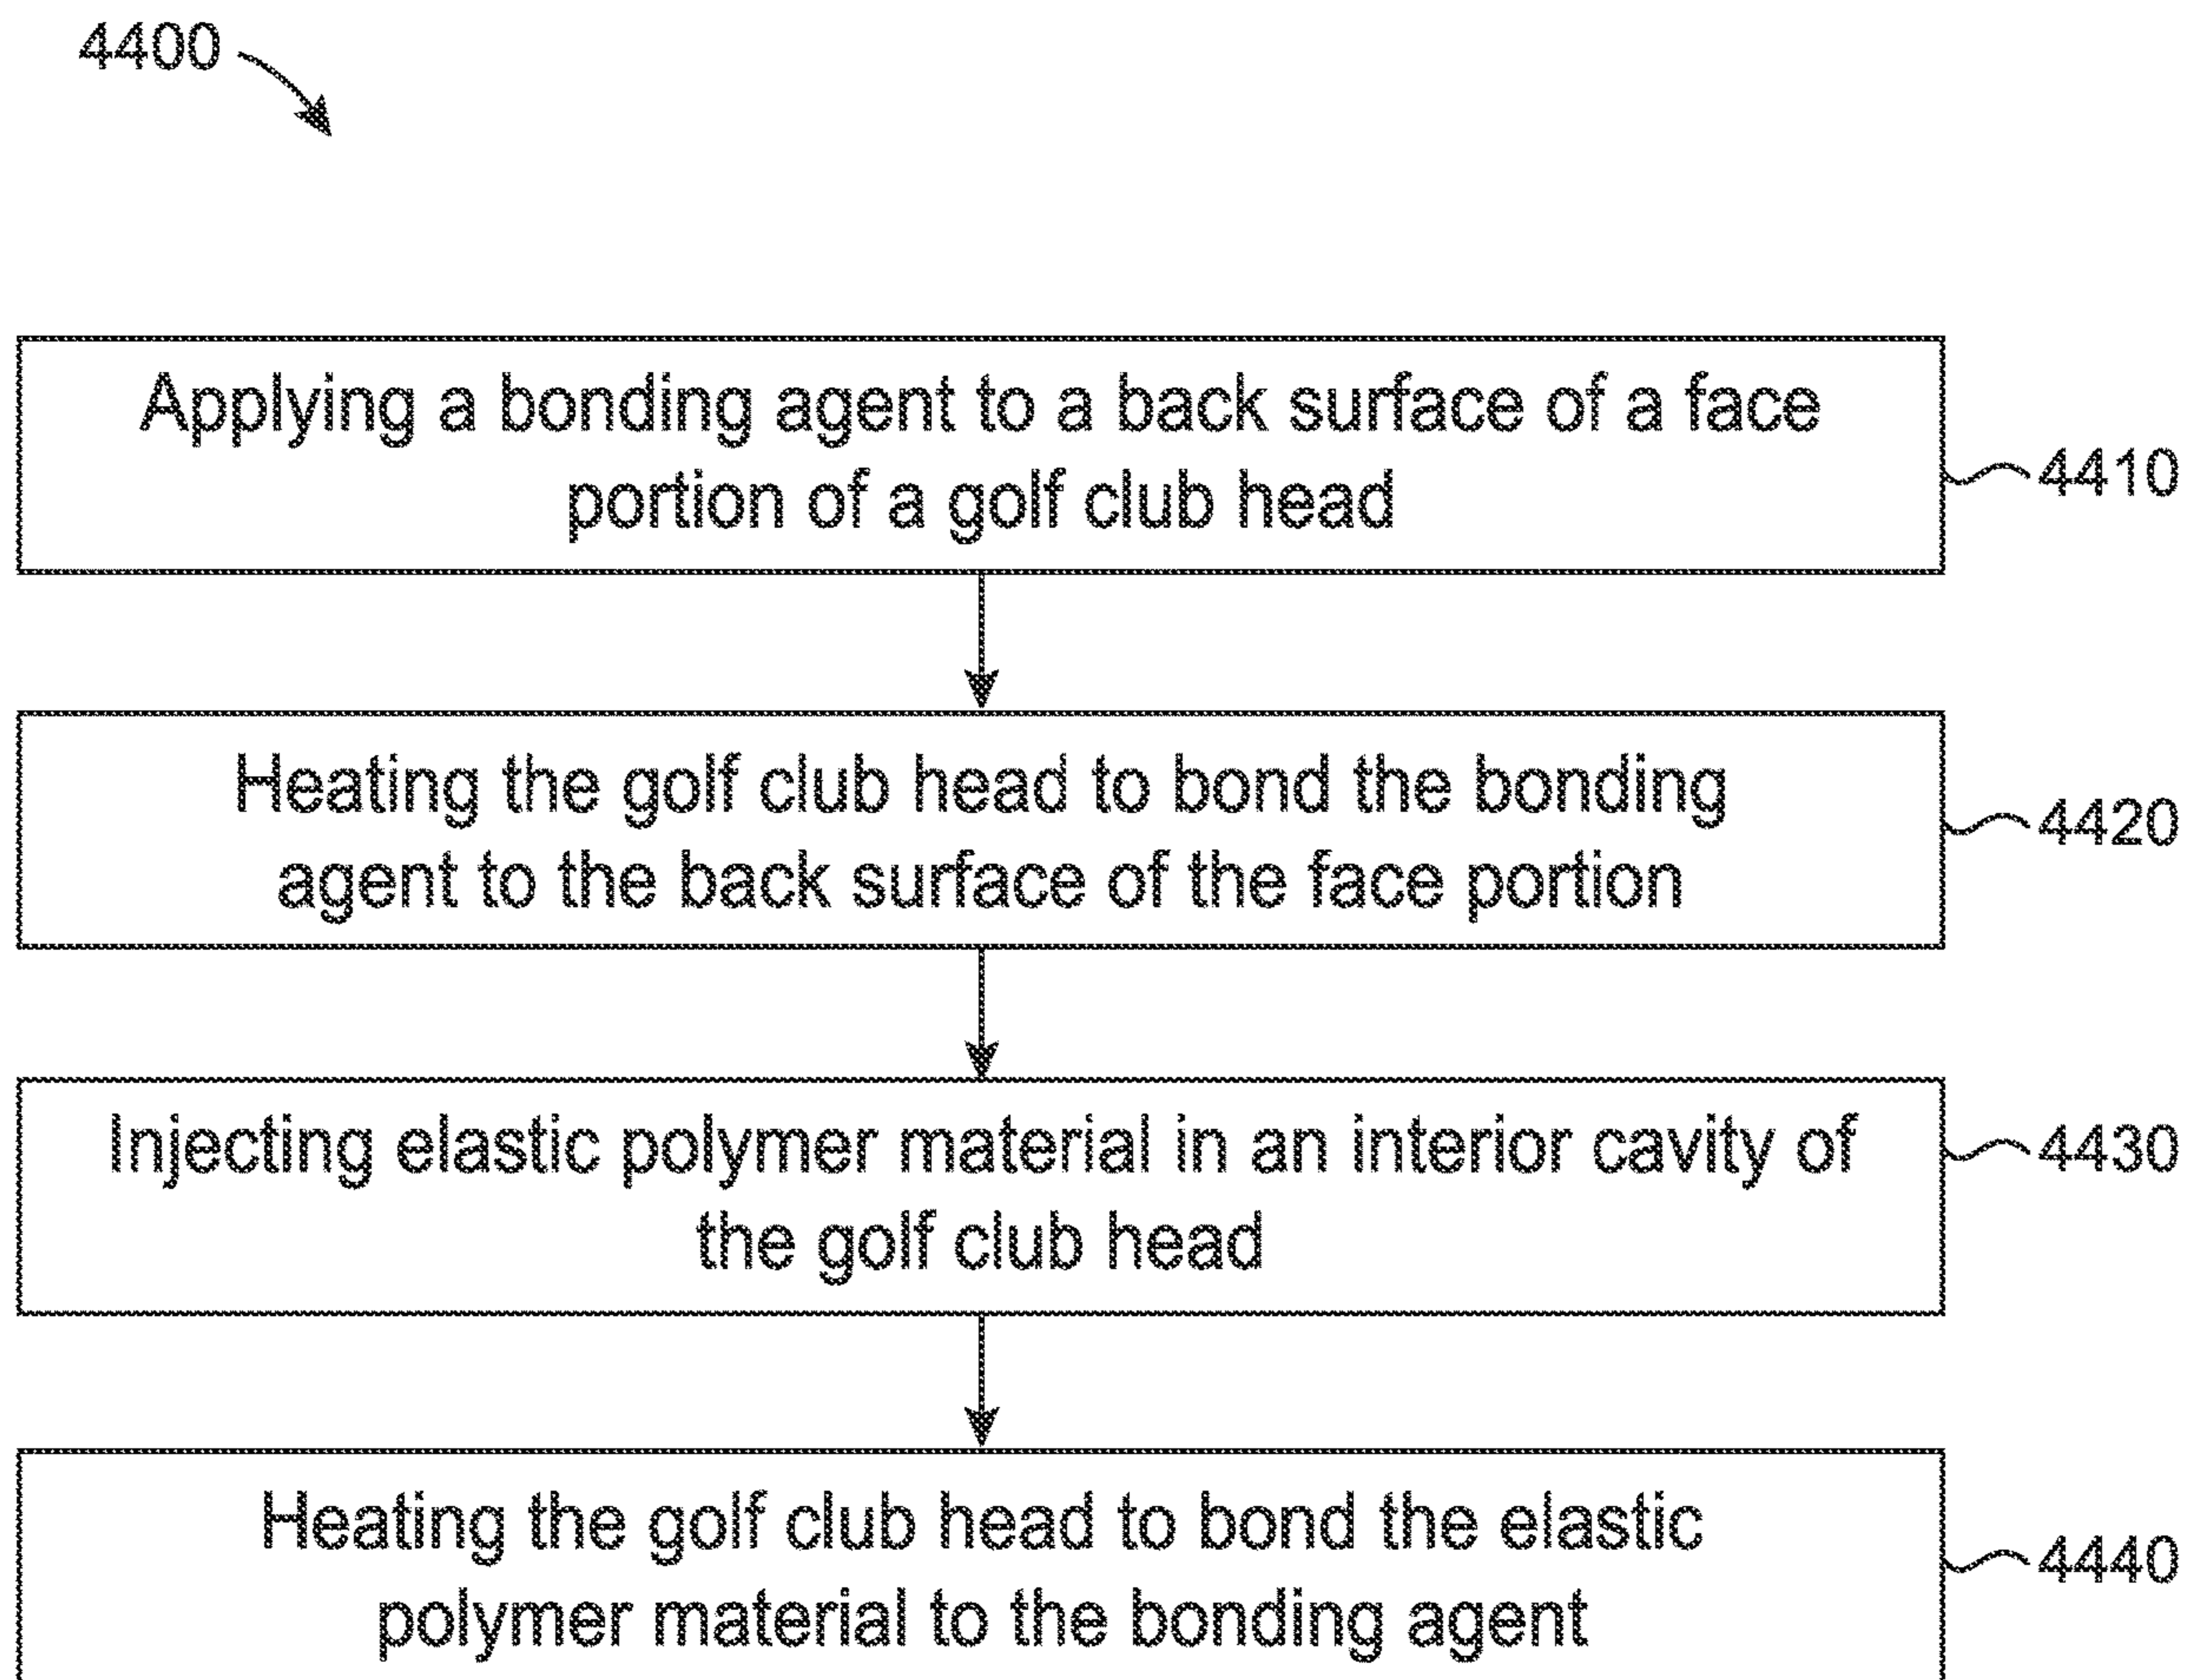 4400
Applying a bonding agent to a back surface of a face
portion of a golf club head
4410
Heating the golf club head to bond the bonding
agent to the back surface of the face portion
4420
Injecting elastic polymer material in an interior cavity of
the golf club head
4430
Heating the golf club head to bond the elastic
polymer material to the bonding agent
4440